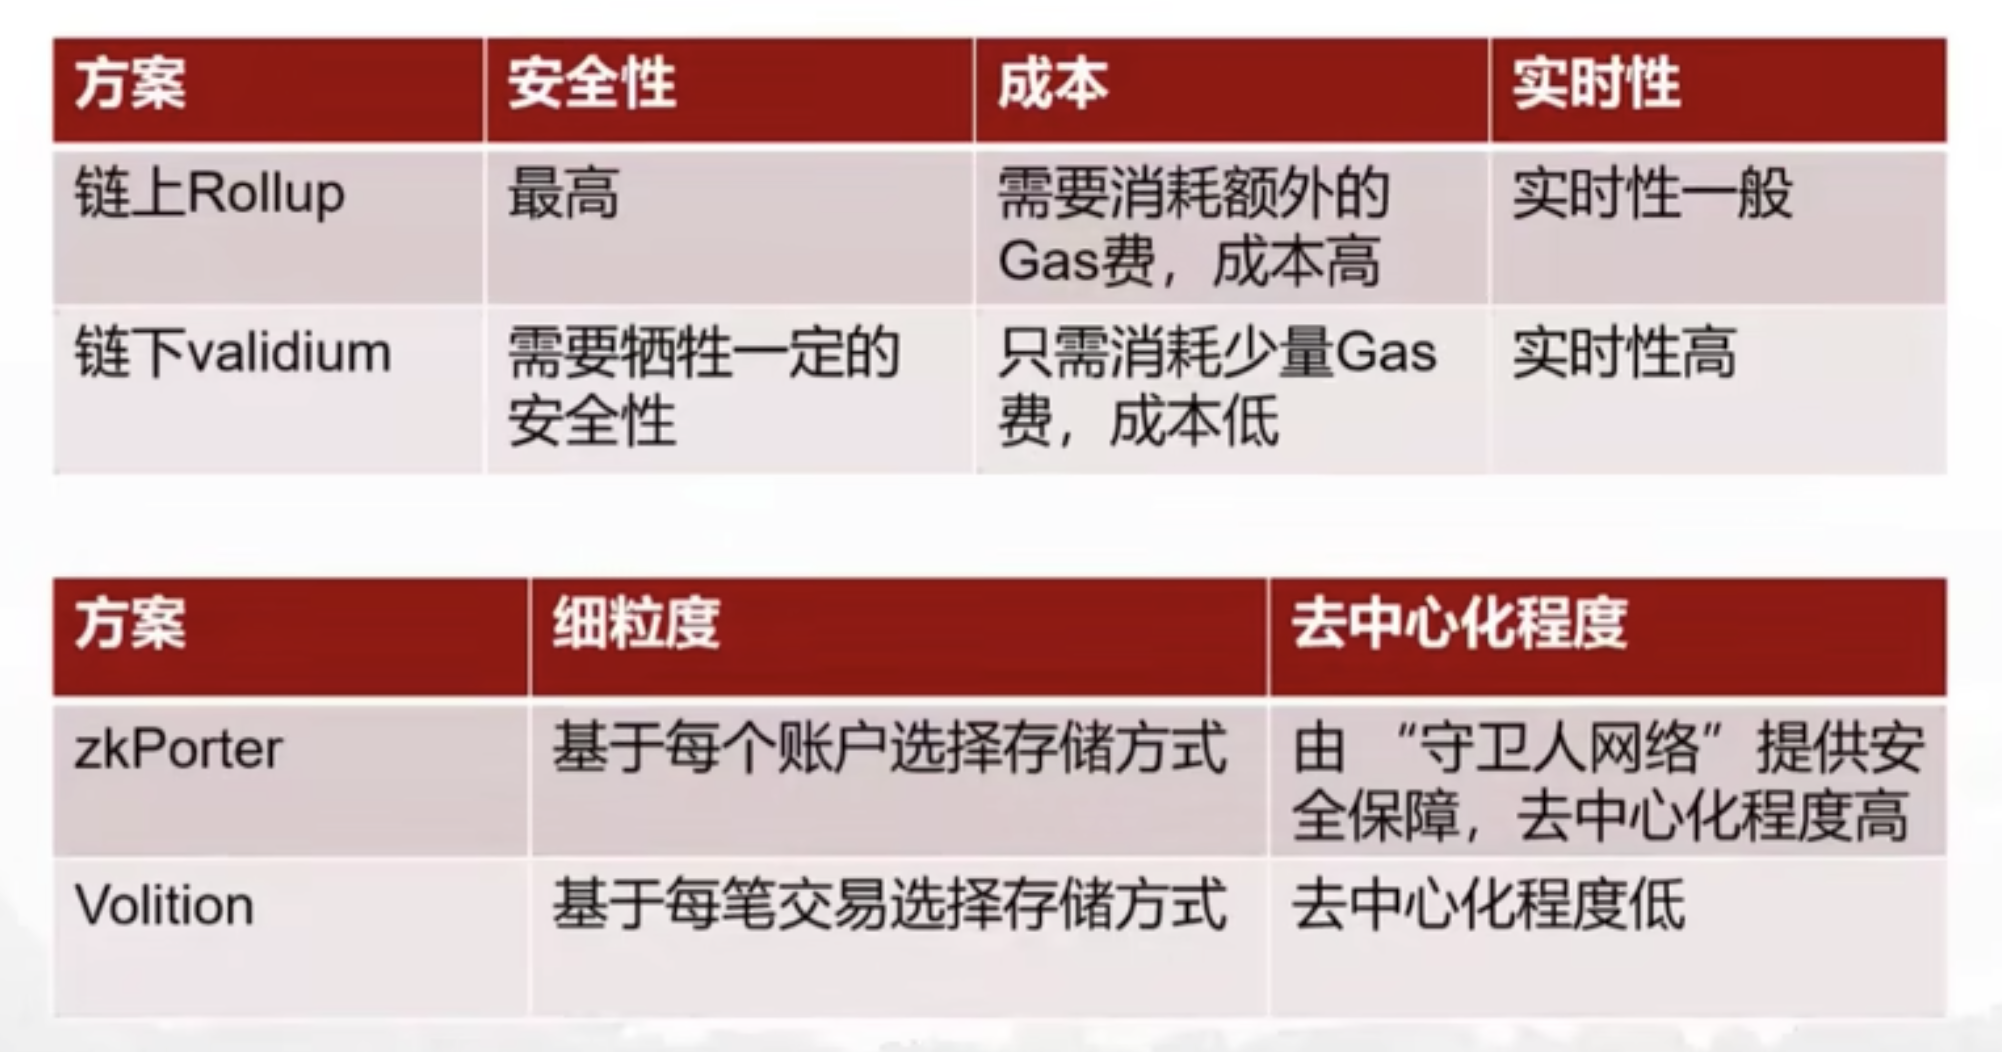 方案 安全性 成本 实时性
链上Rollup 最高 需要消耗额外的 实时性一般
Gas费，成本高
链下validium 需要牺牲一定的 只需消耗少量Gas 实时性高
安全性 费，成本低
方案 细粒度 去中心化程度
zkPorter 基于每个账户选择存储方式 由 “守卫人网络” 提供安
全保障，去中心化程度高
Volition 基于每笔交易选择存储方式 去中心化程度低